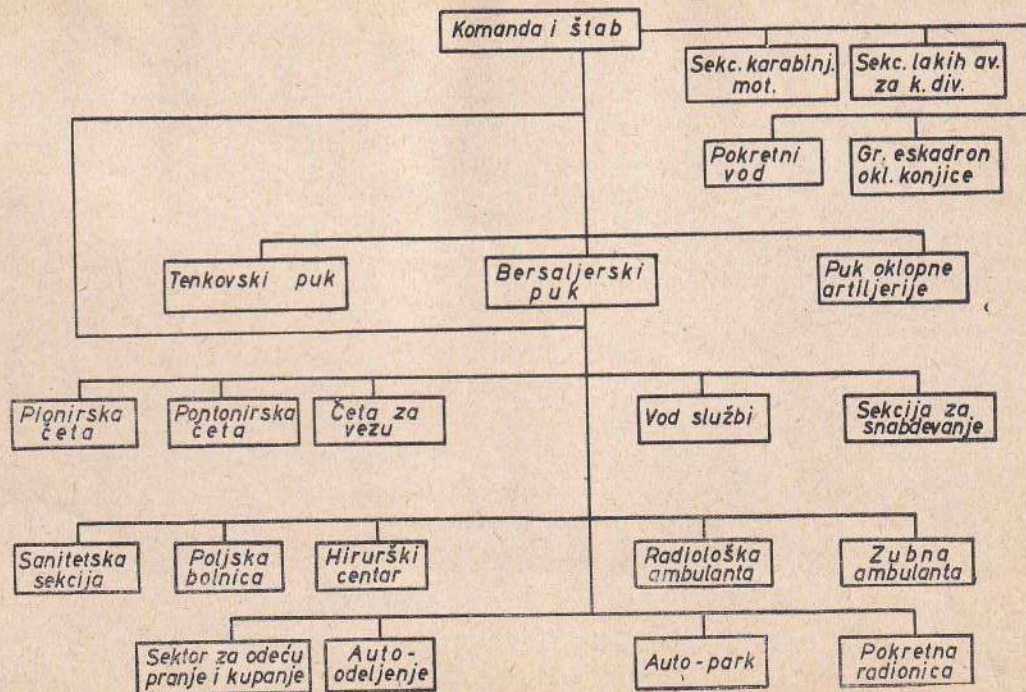 Komanda i štab
Sekc. karabinj.
mot.
Sekc. lakih av.
za k. div.
Pokretni
vod
Gr. eskadron
okl. konjice
Tenkovski puk
Bersaljerski
puk
Puk oklopne
artiljerije
Pionirska
četa
Pontonirska
četa
Četa za
vezu
Vod službi
Sekcija za
snabdevanje
Sanitetska
sekcija
Poljska
bolnica
Hirurški
centar
Radiološka
ambulanta
Zubna
ambulanta
Sektor za odeću
pranje i kupanje
Auto-
odeljenje
Auto-park
Pokretna
radionica